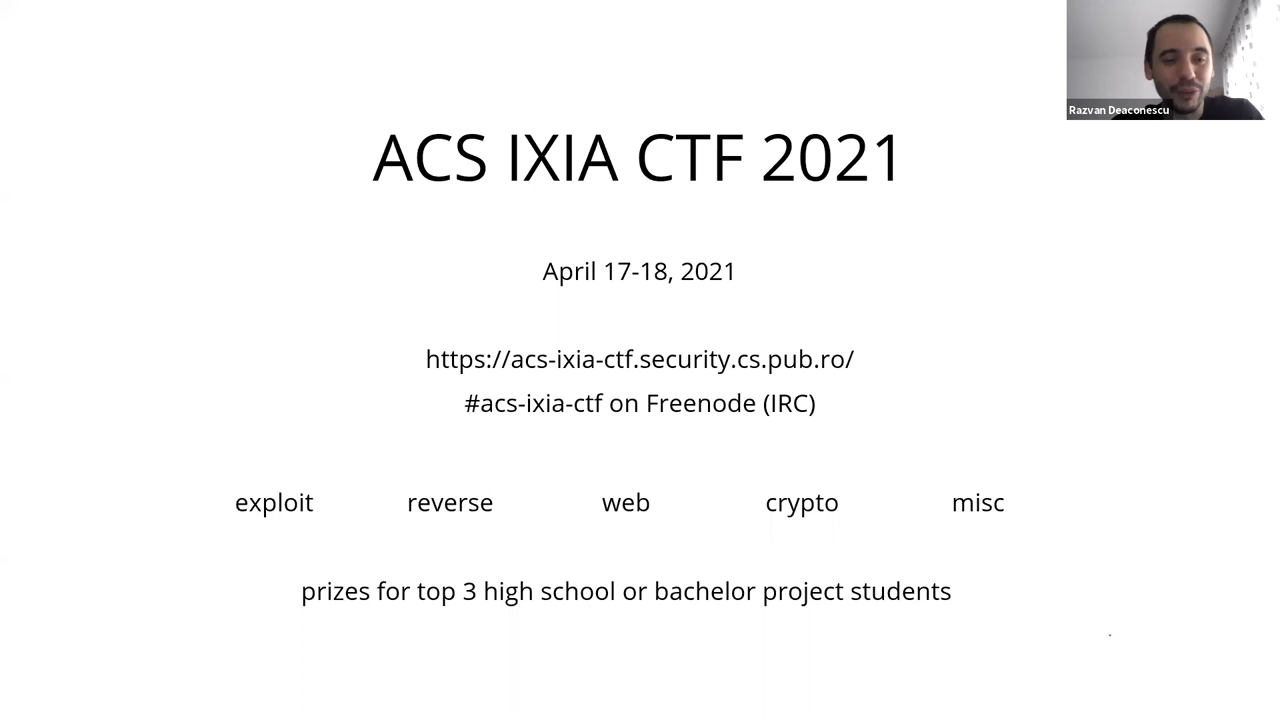 Razvan Deaconescu
ACS IXIA CTF 2021
April 17-18, 2021
https://acs-ixia-ctf.security.cs.pub.ro/
#acs-ixia-ctf on Freenode (IRC)
exploit reverse web crypto misc
prizes for top 3 high school or bachelor project students